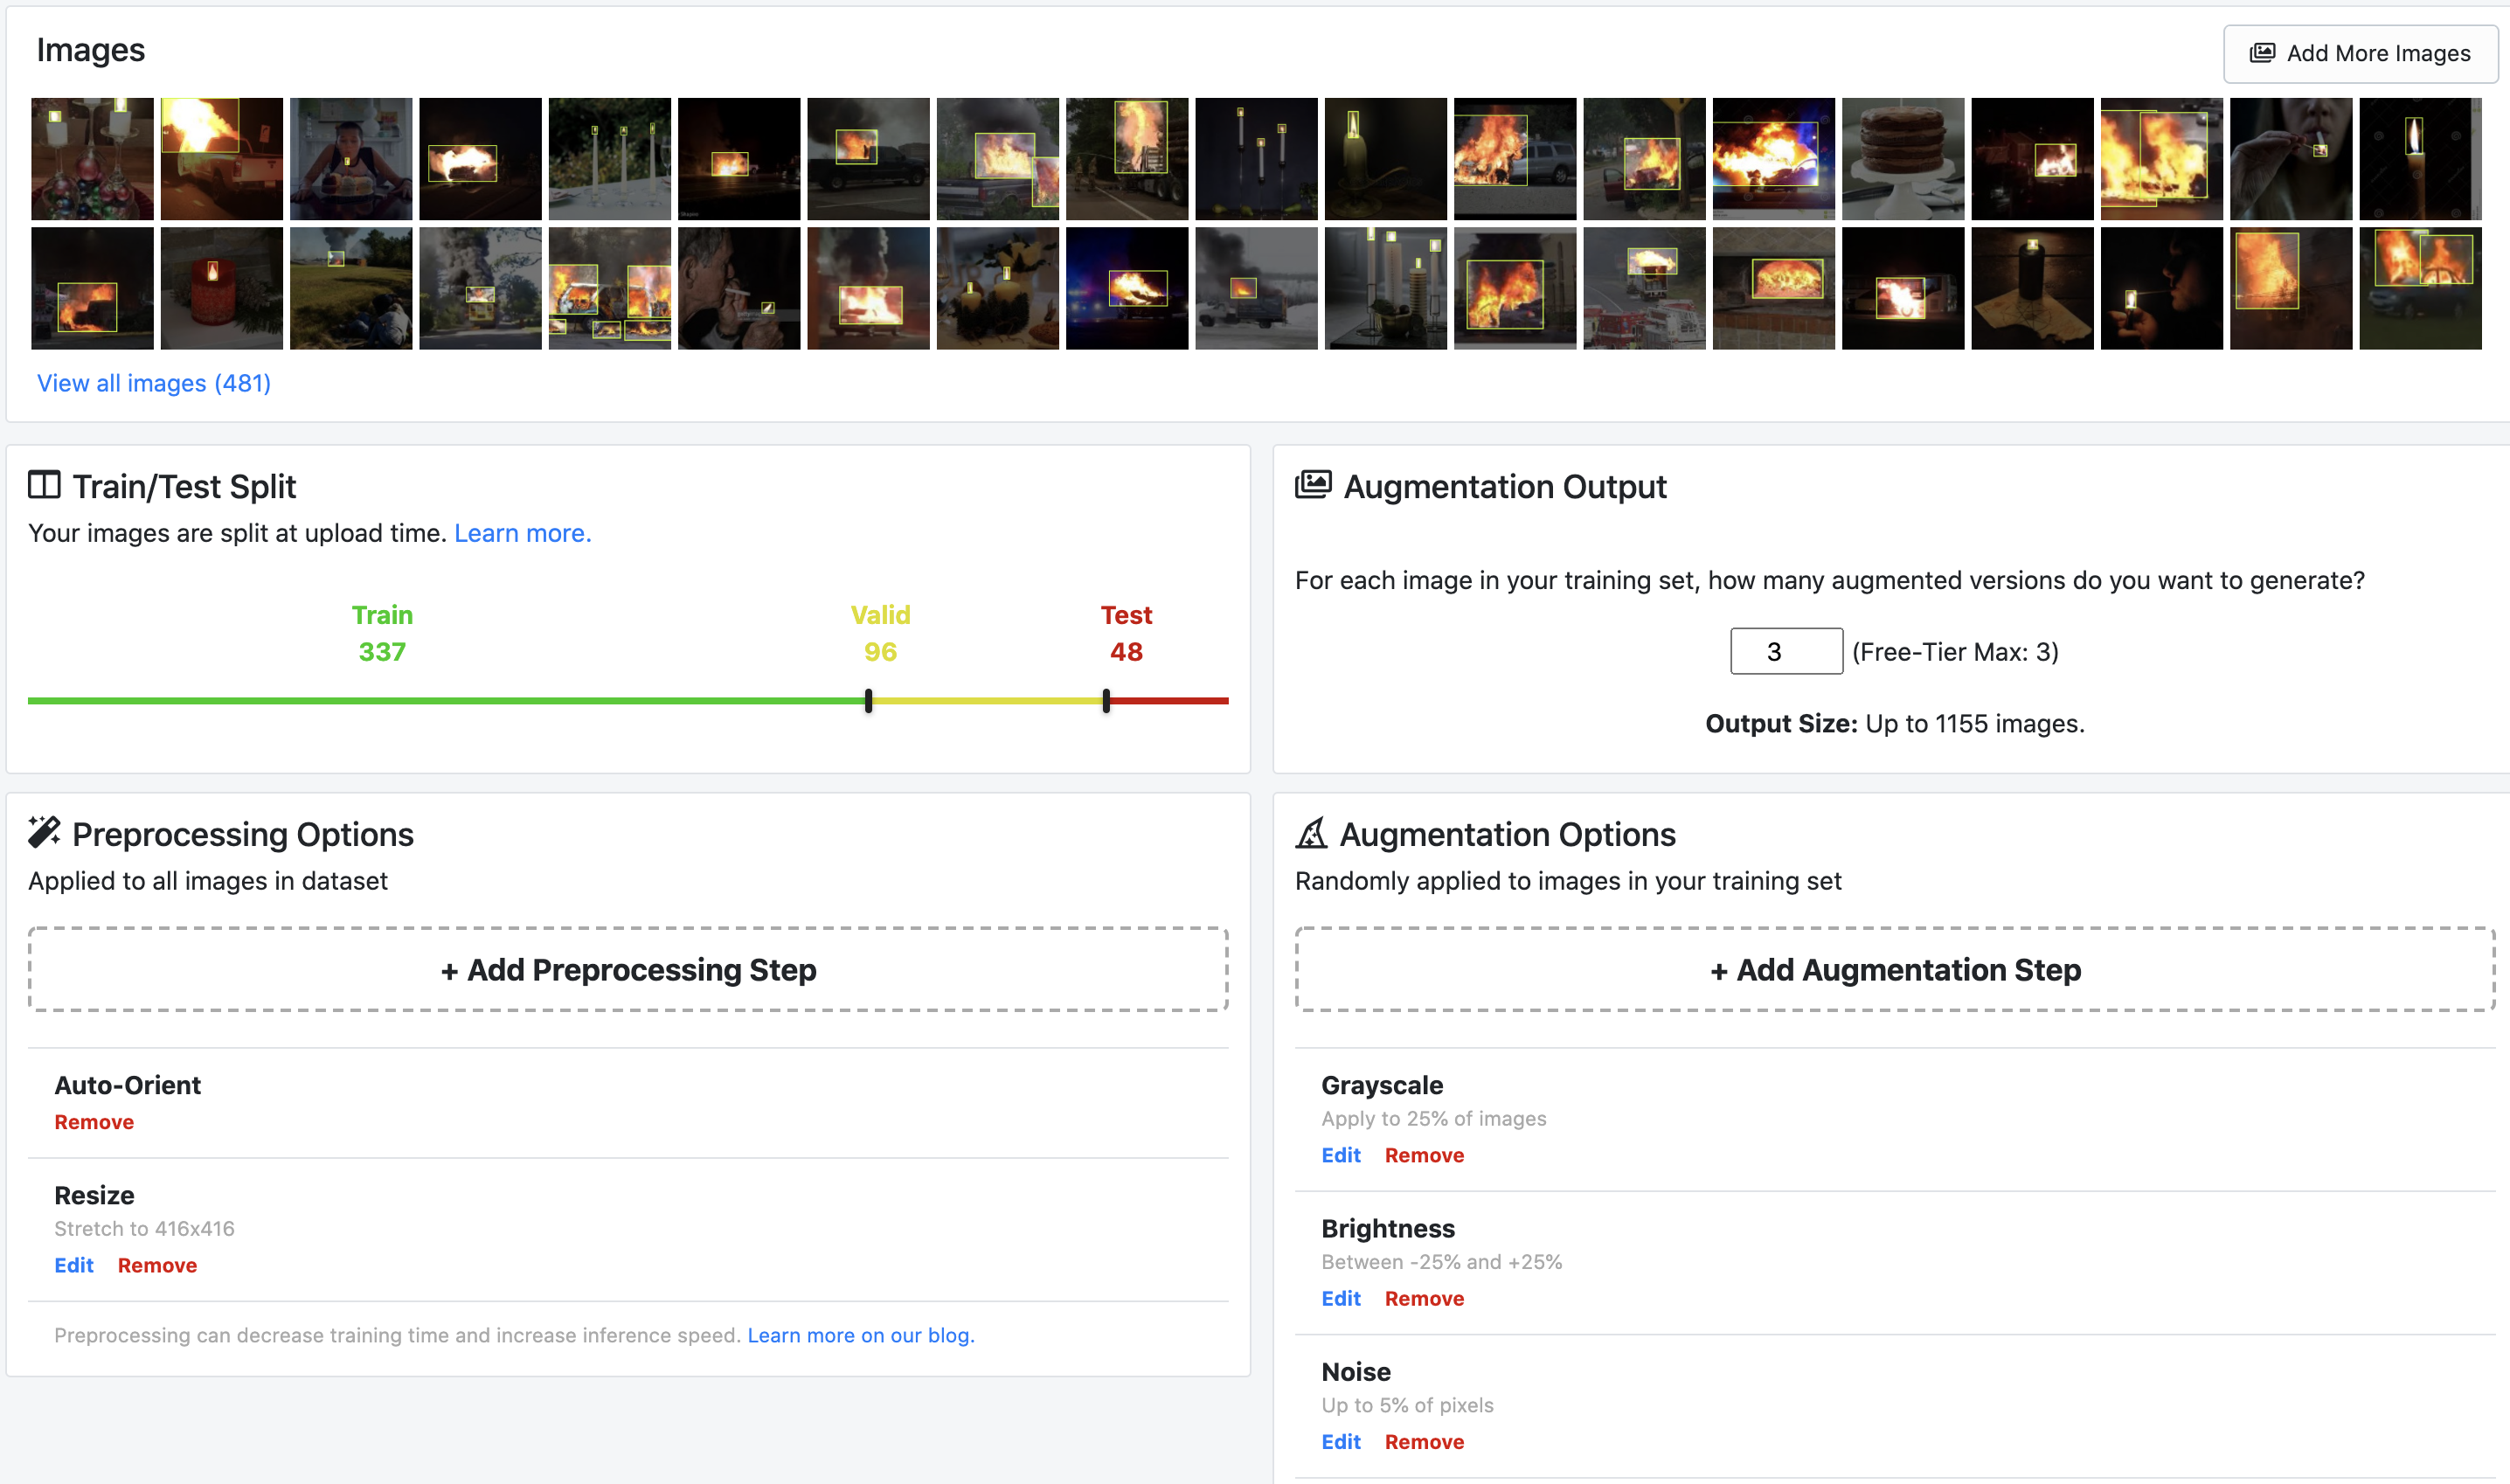 Images
Add More Images
View all images (481)
Train/Test Split
Your images are split at upload time. Learn more.
Train
337
Valid
96
Test
48
Augmentation Output
For each image in your training set, how many augmented versions do you want to generate?
3 (Free-Tier Max: 3)
Output Size: Up to 1155 images.
Preprocessing Options
Applied to all images in dataset
+ Add Preprocessing Step
Auto-Orient
Remove
Resize
Stretch to 416x416
Edit Remove
Preprocessing can decrease training time and increase inference speed. Learn more on our blog.
Augmentation Options
Randomly applied to images in your training set
+ Add Augmentation Step
Grayscale
Apply to 25% of images
Edit Remove
Brightness
Between -25% and +25%
Edit Remove
Noise
Up to 5% of pixels
Edit Remove